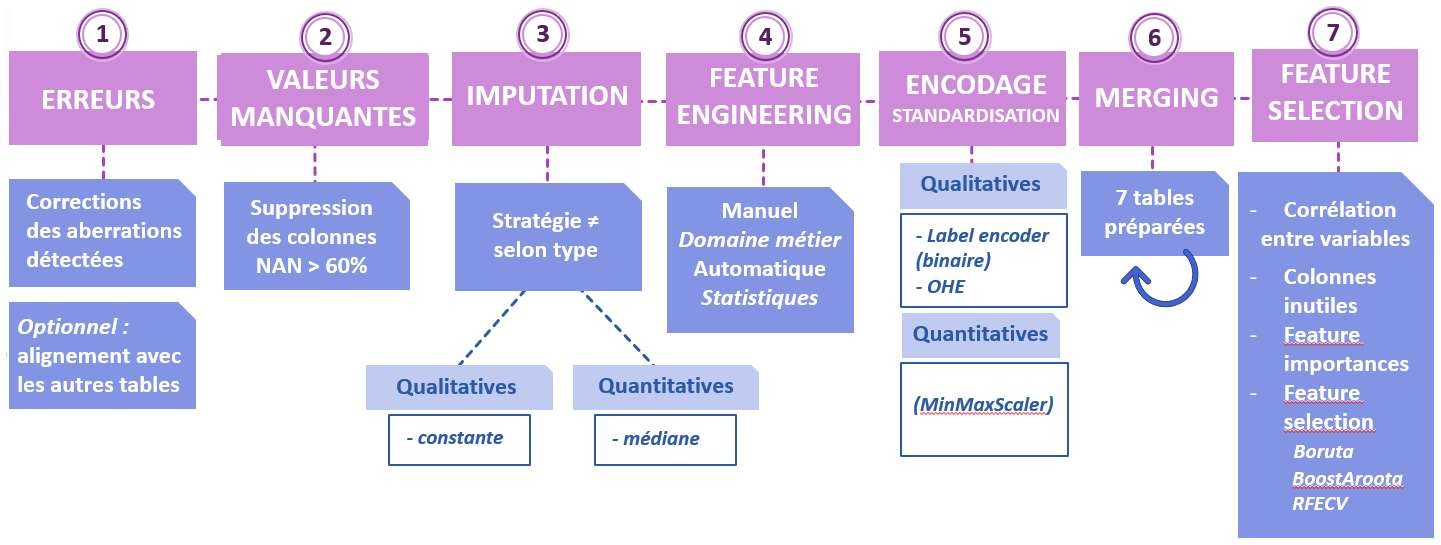 1
ERREURS
Corrections
des aberrations
détectées
Optionnel :
alignement avec
les autres tables
2
VALEURS
MANQUANTES
Suppression
des colonnes
NAN > 60%
3
IMPUTATION
Stratégie ≠
selon type
Qualitatives
- constante
Quantitatives
- médiane
4
FEATURE
ENGINEERING
Manuel
Domaine métier
Automatique
Statistiques
5
ENCODAGE
STANDARDISATION
Qualitatives
- Label encoder
(binaire)
- OHE
Quantitatives
(MinMaxScaler)
6
MERGING
7 tables
préparées
7
FEATURE
SELECTION
- Corrélation
entre variables
- Colonnes
inutiles
- Feature
importances
- Feature
selection
Boruta
BoostAroota
RFECV